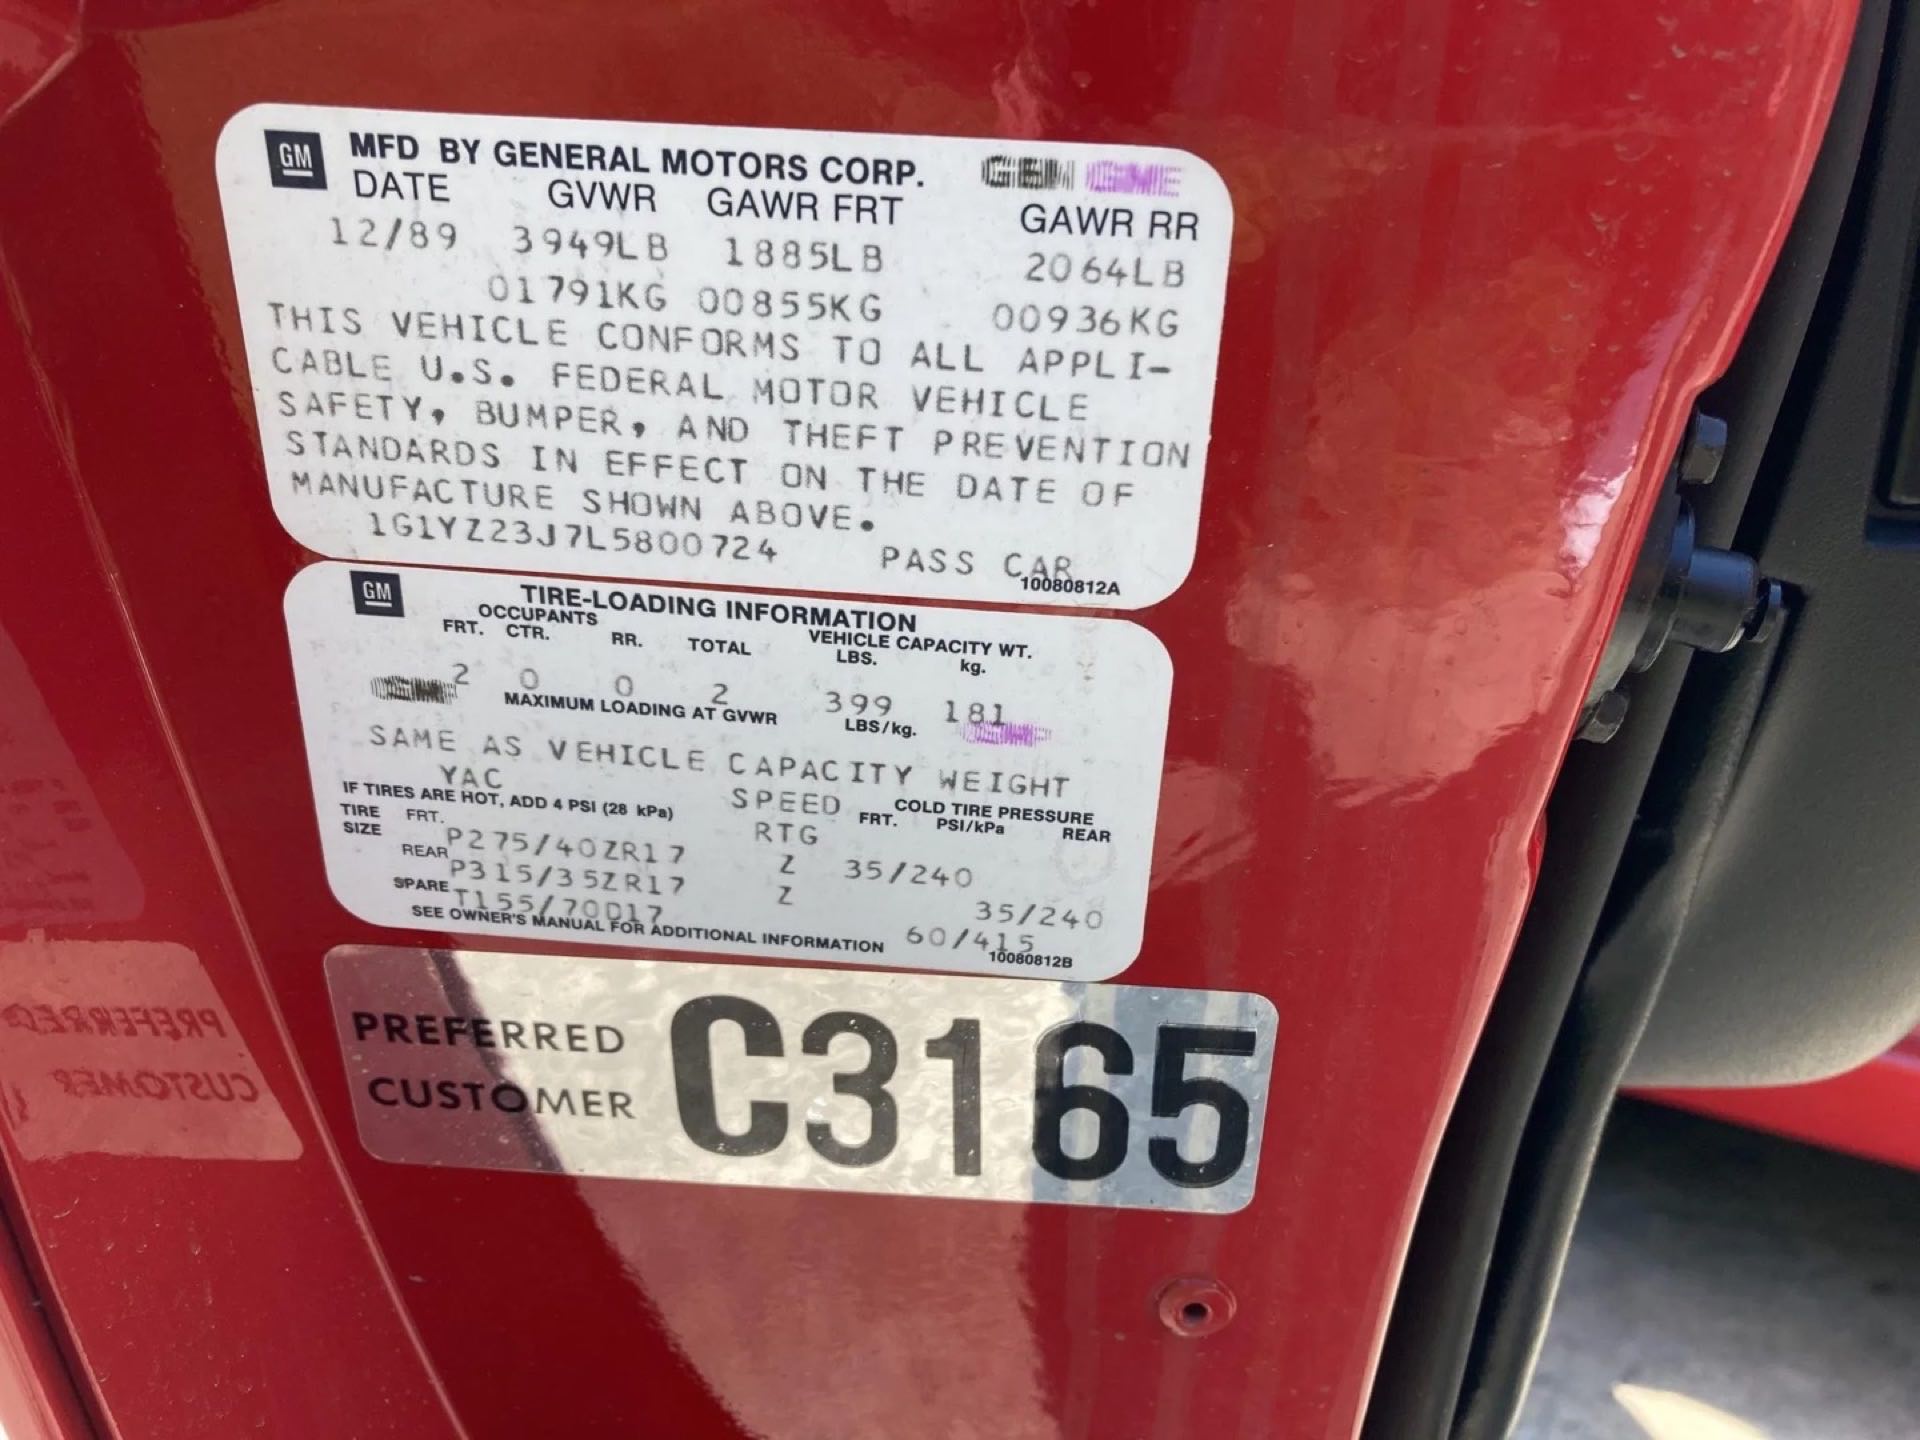 GM MFD BY GENERAL MOTORS CORP. GM
DATE GVWR GAWR FRT GAWR RR
12/89 3949LB 1885LB 2064LB
01791KG 00855KG 00936KG
THIS VEHICLE CONFORMS TO ALL APPLI-
CABLE U.S. FEDERAL MOTOR VEHICLE
SAFETY, BUMPER, AND THEFT PREVENTION
STANDARDS IN EFFECT ON THE DATE OF
MANUFACTURE SHOWN ABOVE.
1G1YZ23J7L5800724 PASS CAR
10080812A
GM TIRE-LOADING INFORMATION
OCCUPANTS VEHICLE CAPACITY WT.
FRT. CTR. RR. TOTAL LBS. kg.
2 0 0 2 399 181
MAXIMUM LOADING AT GVWR LBS/kg.
SAME AS VEHICLE CAPACITY WEIGHT
YAC SPEED COLD TIRE PRESSURE
IF TIRES ARE HOT, ADD 4 PSI (28 kPa) RTG FRT. PSI/kPa REAR
TIRE SIZE FRT. P275/40ZR17 Z 35/240
REAR P315/35ZR17 Z 35/240
SPARE T155/70D17 60/415
SEE OWNER'S MANUAL FOR ADDITIONAL INFORMATION 10080812B
PREFERRED
CUSTOMER C3165
PREFERRED
CUSTOMER